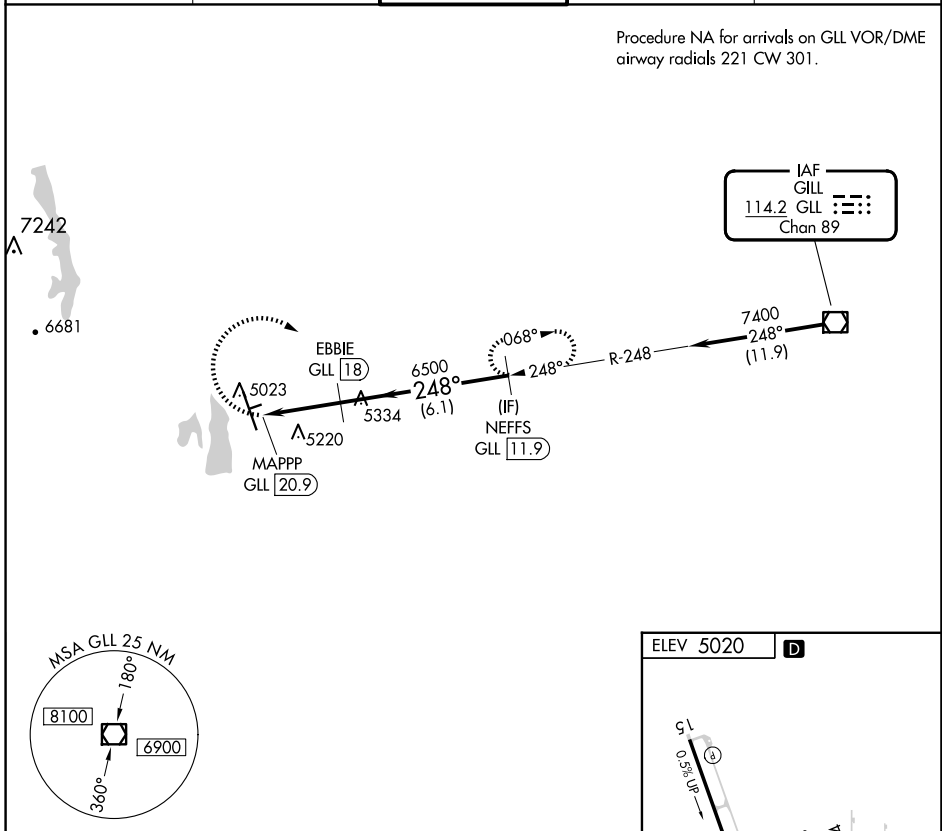 Procedure NA for arrivals on GLL VOR/DME
airway radials 221 CW 301.
IAF
GILL
114.2 GLL
Chan 89
7242
6681
7400
248°
(11.9)
R-248
068°
248°
EBBIE
GLL 18
6500
248°
(6.1)
5023
5334
5220
(IF)
NEFFS
GLL 11.9
MAPPP
GLL 20.9
MSA GLL 25 NM
180°
8100
6900
360°
ELEV 5020 D
15
P
0.5% UP
A